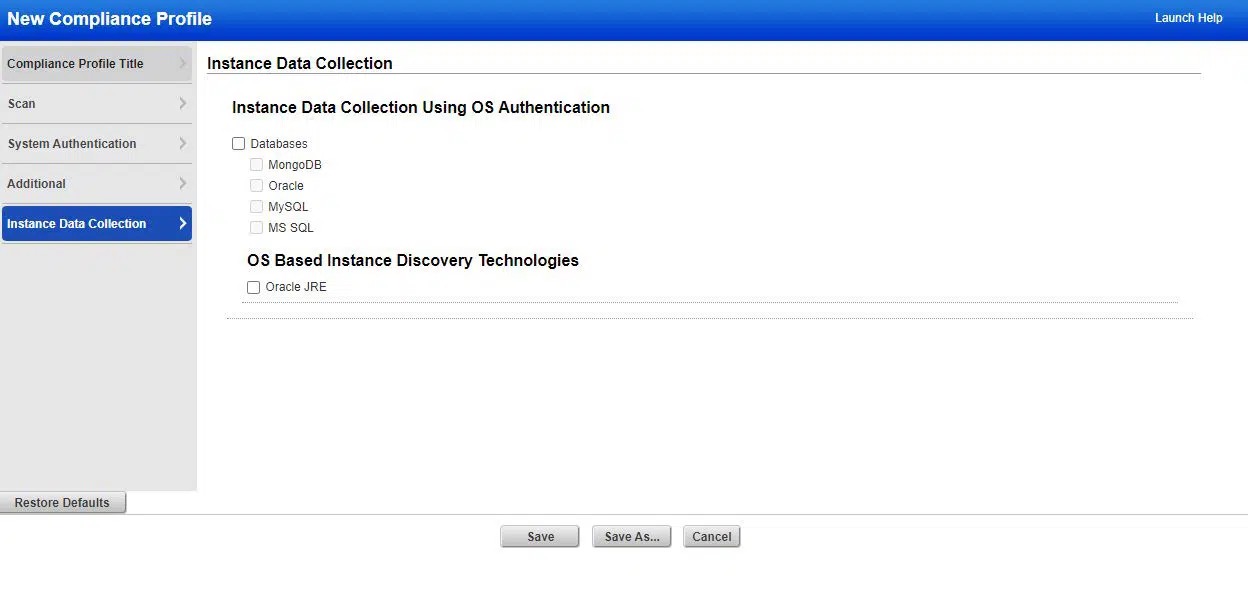 New Compliance Profile
Launch Help
Compliance Profile Title
Scan
System Authentication
Additional
Instance Data Collection
Instance Data Collection
Instance Data Collection Using OS Authentication
Databases
MongoDB
Oracle
MySQL
MS SQL
OS Based Instance Discovery Technologies
Oracle JRE
Restore Defaults
Save
Save As...
Cancel